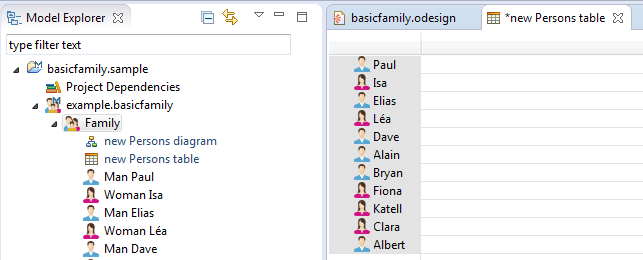 Model Explorer
type filter text
basicfamily.sample
Project Dependencies
example.basicfamily
Family
new Persons diagram
new Persons table
Man Paul
Woman Isa
Man Elias
Woman Léa
Man Dave
basicfamily.odesign
*new Persons table
Paul
Isa
Elias
Léa
Dave
Alain
Bryan
Fiona
Katell
Clara
Albert